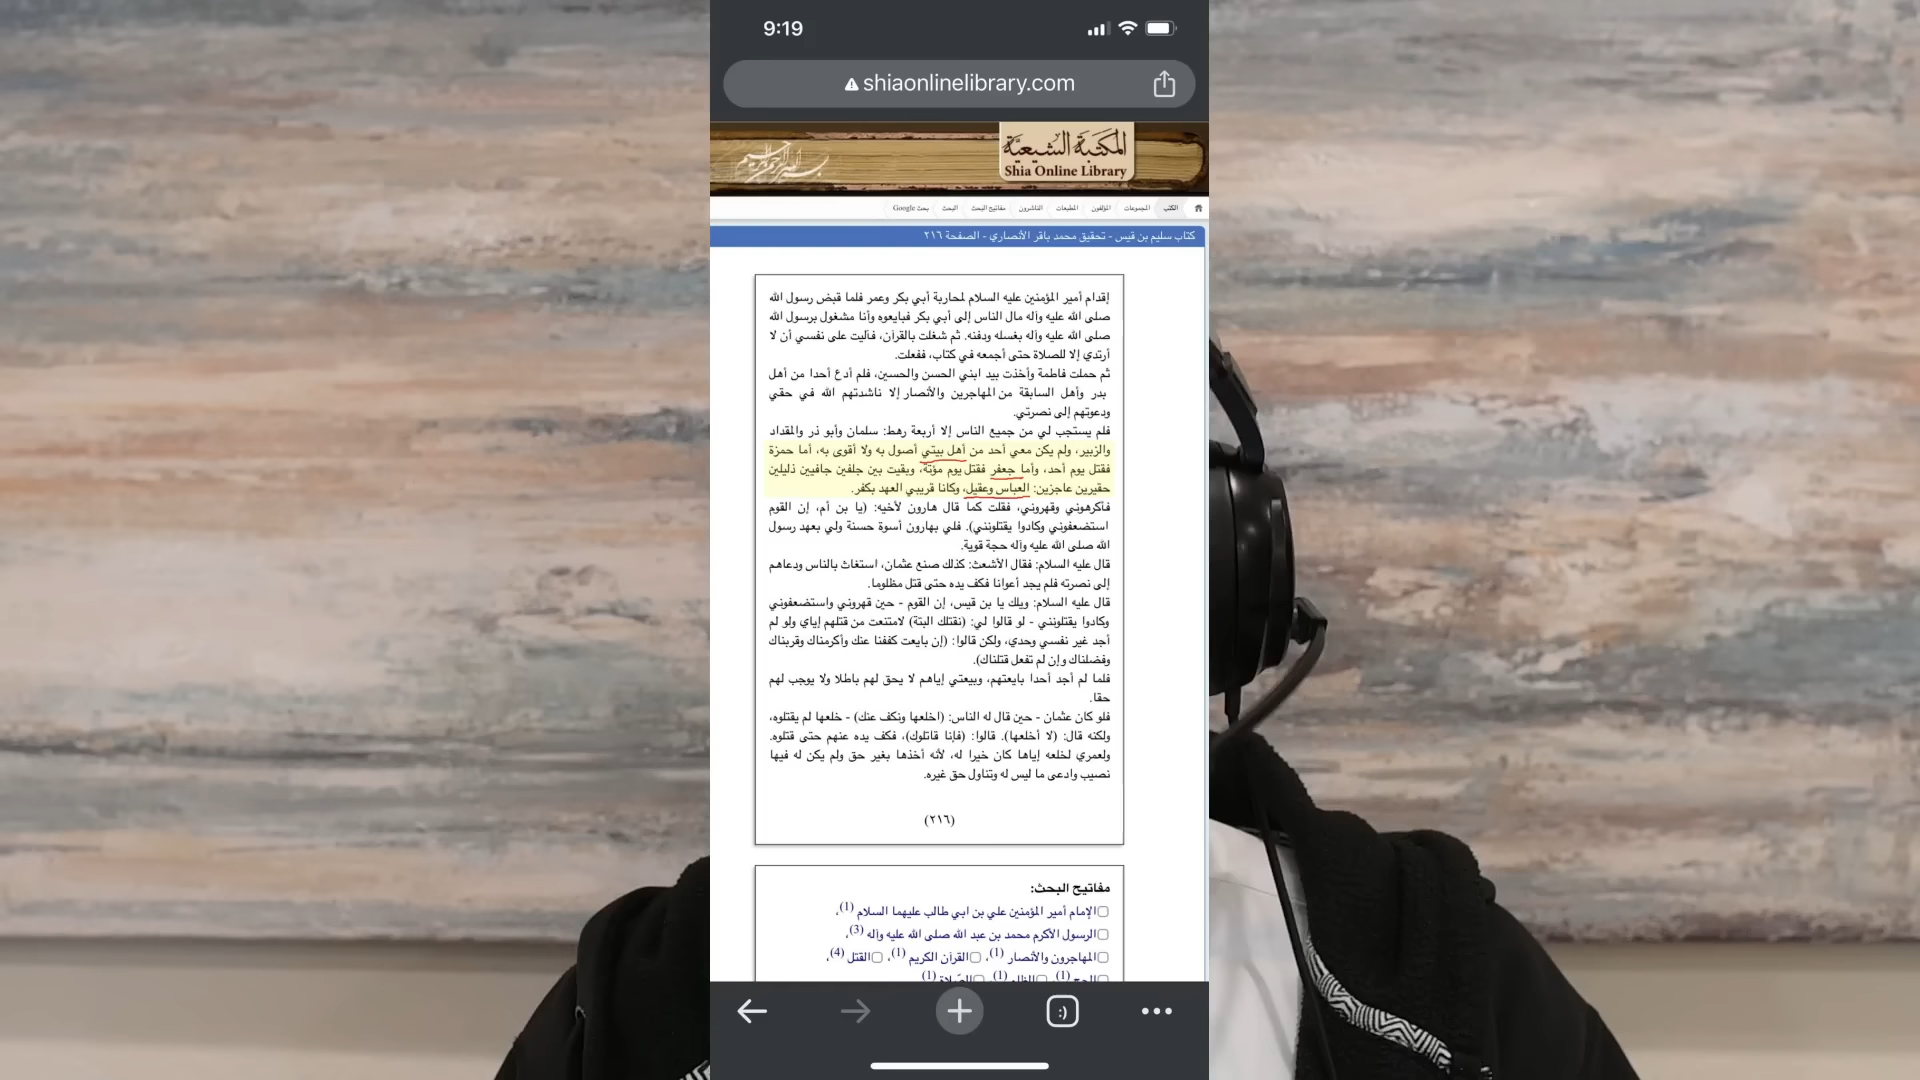 9:19
shiaonlinelibrary.com
المكتبة الشيعية
Shia Online Library
الكتب
المجموعات
المؤلفون
المطبعات
الناشرون
مفاتيح البحث
البحث
بحث Google
كتاب سليم بن قيس - تحقيق محمد باقر الأنصاري - الصفحة ٢١٦
إقدام أمير المؤمنين عليه السلام لمحاربة أبي بكر وعمر فلما قبض رسول الله
صلى الله عليه وآله مال الناس إلى أبي بكر فبايعوه وأنا مشغول برسول الله
صلى الله عليه وآله بغسله ودفنه. ثم شغلت بالقرآن، فآليت على نفسي أن لا
أرتدي إلا للصلاة حتى أجمعه في كتاب، ففعلت.
ثم حملت فاطمة وأخذت بيد ابني الحسن والحسين، فلم أدع أحدا من أهل
بدر وأهل السابقة من المهاجرين والأنصار إلا ناشدتهم الله في حقي
ودعوتهم إلى نصرتي.
فلم يستجب لي من جميع الناس إلا أربعة رهط: سلمان وأبو ذر والمقداد
والزبير، ولم يكن معي أحد من أهل بيتي أصول به ولا أقوى به، أما حمزة
فقتل يوم أحد، وأما جعفر فقتل يوم مؤتة، وبقيت بين جلفين جافيين ذليلين
حقيرين عاجزين: العباس وعقيل، وكانا قريبي العهد بكفر.
فأكرهوني وقهروني، فقلت كما قال هارون لأخيه: (يا بن أم، إن القوم
استضعفوني وكادوا يقتلونني). فلي بهارون أسوة حسنة ولي بعهد رسول
الله صلى الله عليه وآله حجة قوية.
قال عليه السلام: فقال الأشعث: كذلك صنع عثمان، استغاث بالناس ودعاهم
إلى نصرته فلم يجد أعوانا فكف يده حتى قتل مظلوما.
قال عليه السلام: ويلك يا بن قيس، إن القوم - حين قهروني واستضعفوني
وكادوا يقتلونني - لو قالوا لي: (نقتلك البتة) لامتنعت من قتلهم إياي ولو لم
أجد غير نفسي وحدي، ولكن قالوا: (إن بايعت كففنا عنك وأكرمناك وقربناك
وفضلناك وإن لم تفعل قتلناك).
فلما لم أجد أحدا بايعتهم، وبيعتي إياهم لا يحق لهم باطلا ولا يوجب لهم
حقا.
فلو كان عثمان - حين قال له الناس: (اخلعها ونكف عنك) - خلعها لم يقتلوه،
ولكنه قال: (لا أخلعها). قالوا: (فإنا قاتلوك)، فكف يده عنهم حتى قتلوه.
ولعمري لخلعه إياها كان خيرا له، لأنه أخذها بغير حق ولم يكن له فيها
نصيب وادعى ما ليس له وتناول حق غيره.
(٢١٦)
مفاتيح البحث:
الإمام أمير المؤمنين علي بن ابي طالب عليهما السلام (1)،
الرسول الأكرم محمد بن عبد الله صلى الله عليه وآله (3)،
المهاجرون والأنصار (1)، القرآن الكريم (1)، القتل (4)،
الحج (1)، الظلم (1)، الصّلاة (1)